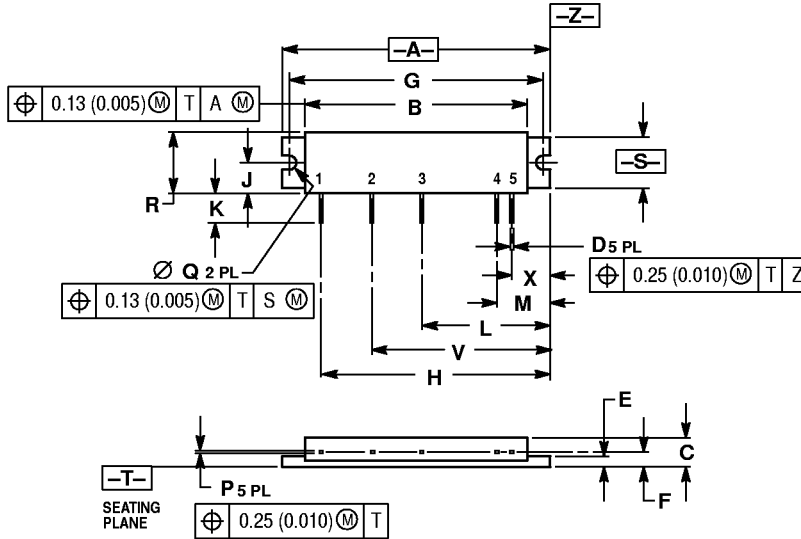 –Z–
–A–
G
⌖ 0.13 (0.005) Ⓜ T A Ⓜ
B
–S–
J
1 2 3 4 5
R
K
D 5 PL
∅ Q 2 PL
X
⌖ 0.25 (0.010) Ⓜ T Z
⌖ 0.13 (0.005) Ⓜ T S Ⓜ
M
L
V
H
E
C
–T–
P 5 PL
F
SEATING
PLANE
⌖ 0.25 (0.010) Ⓜ T